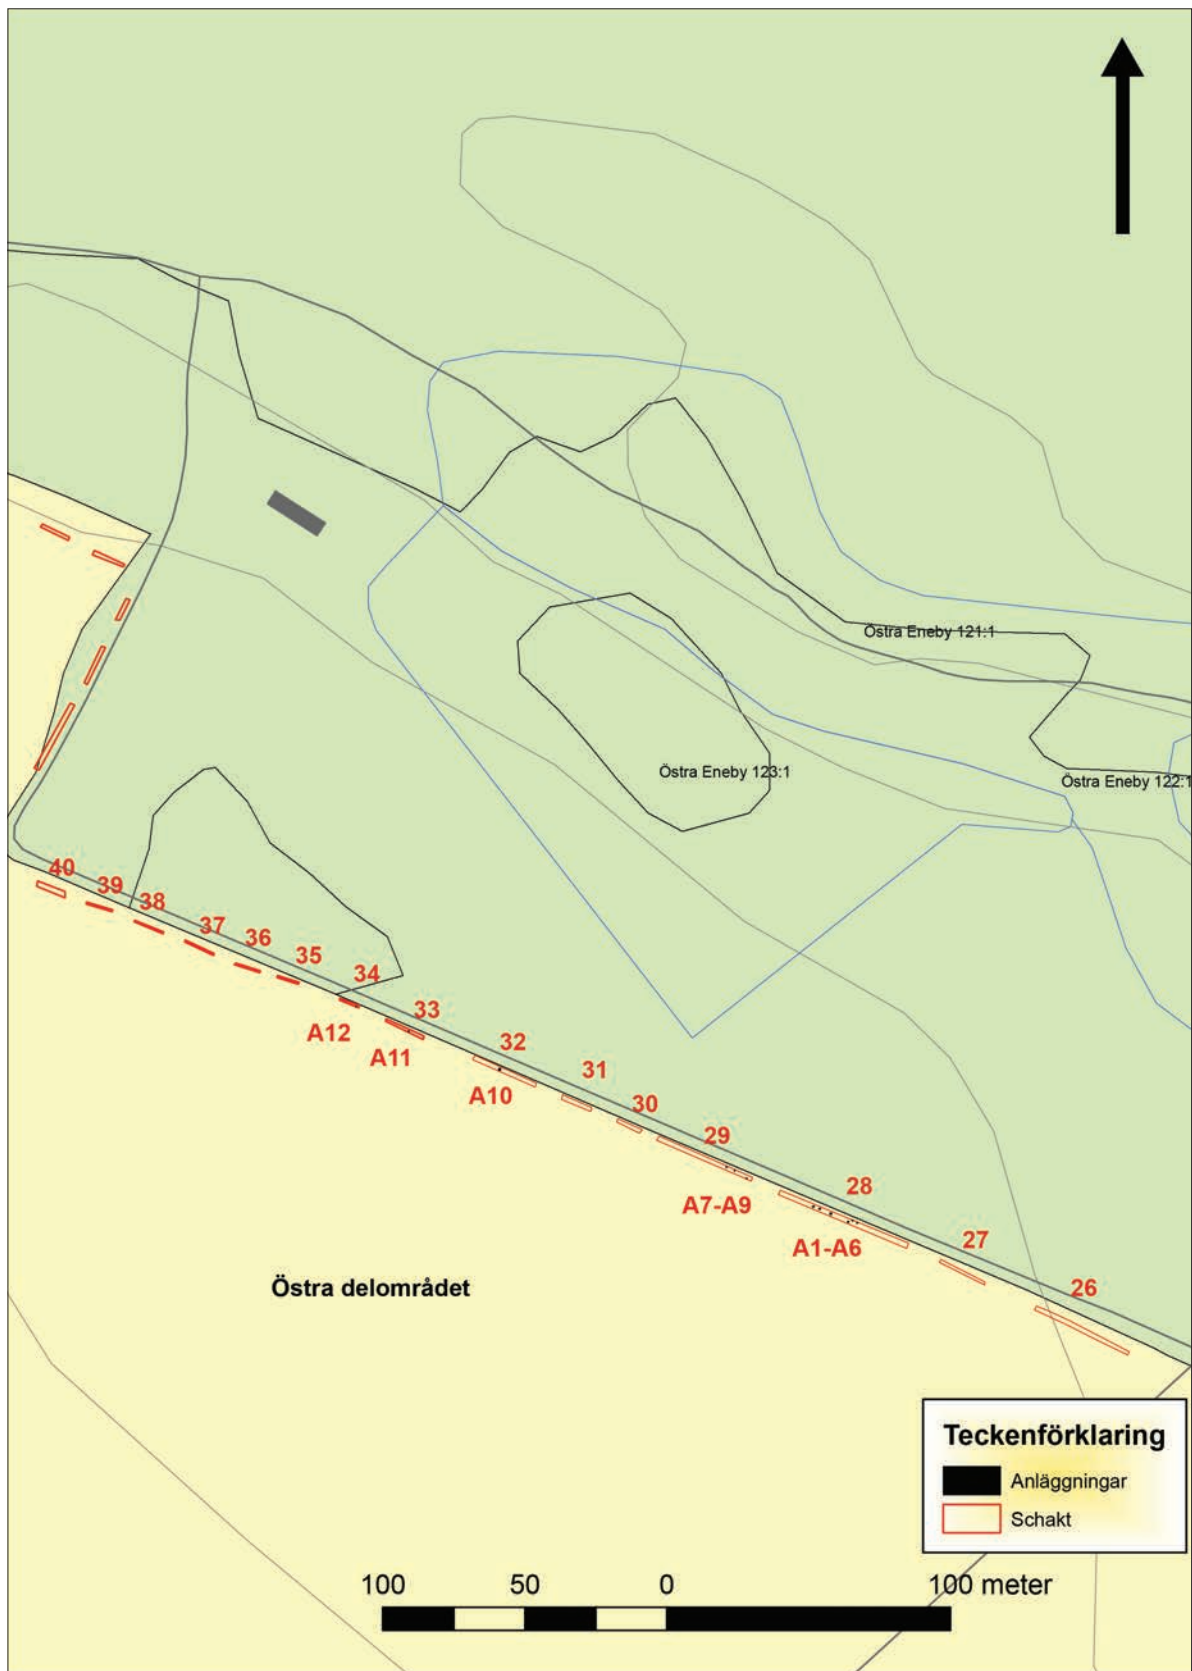 Östra Eneby 121:1
Östra Eneby 123:1
Östra Eneby 122:1
40
39
38
37
36
35
34
A12
33
A11
32
A10
31
30
29
A7-A9
28
A1-A6
27
26
Östra delområdet
Teckenförklaring
Anläggningar
Schakt
100 50 0 100 meter